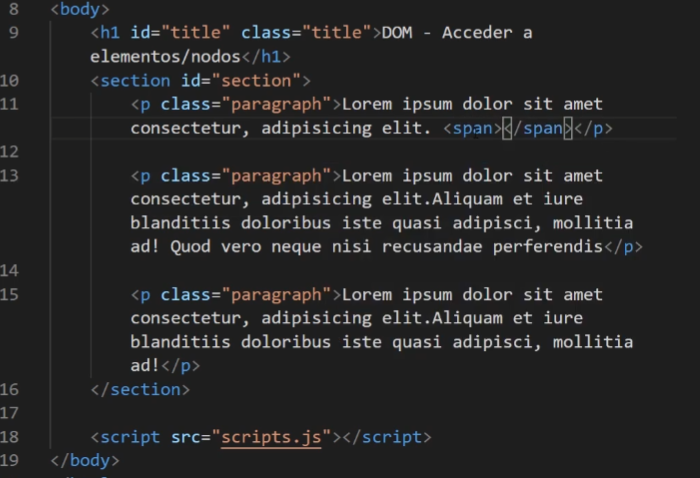 8 <body>
9 <h1 id="title" class="title">DOM - Acceder a
elementos/nodos</h1>
10 <section id="section">
11 <p class="paragraph">Lorem ipsum dolor sit amet
consectetur, adipisicing elit. <span></span></p>
12
13 <p class="paragraph">Lorem ipsum dolor sit amet
consectetur, adipisicing elit.Aliquam et iure
blanditiis doloribus iste quasi adipisci, mollitia
ad! Quod vero neque nisi recusandae perferendis</p>
14
15 <p class="paragraph">Lorem ipsum dolor sit amet
consectetur, adipisicing elit.Aliquam et iure
blanditiis doloribus iste quasi adipisci, mollitia
ad!</p>
16 </section>
17
18 <script src="scripts.js"></script>
19 </body>